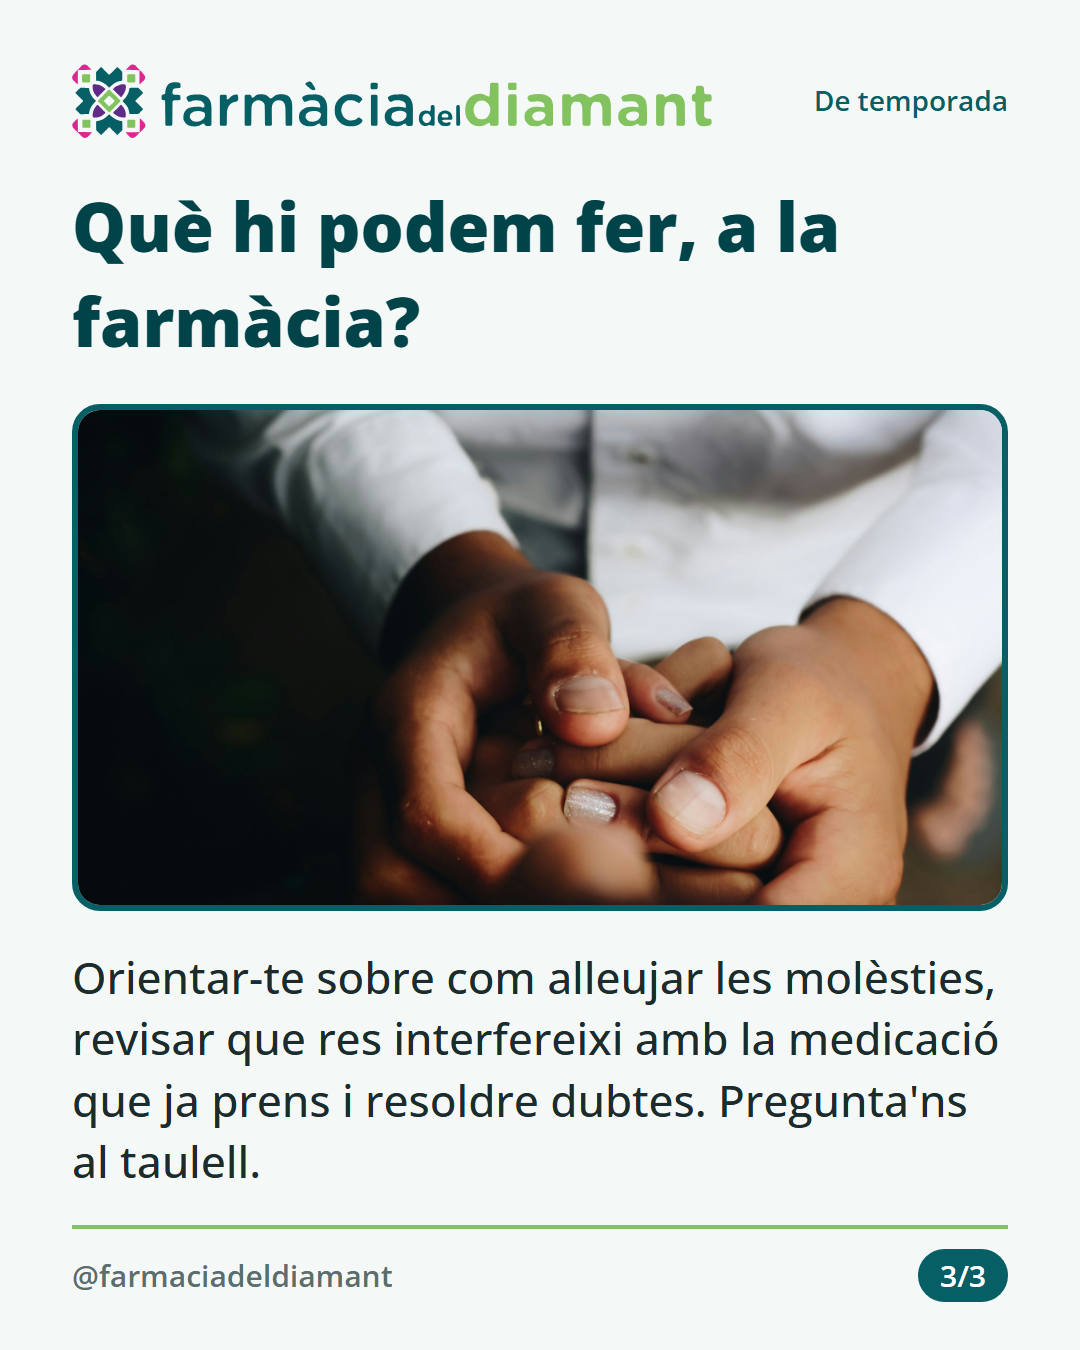 farmàciadeldiamant
De temporada
Què hi podem fer, a la
farmàcia?
Orientar-te sobre com alleujar les molèsties,
revisar que res interfereixi amb la medicació
que ja prens i resoldre dubtes. Pregunta'ns
al taulell.
@farmaciadeldiamant
3/3